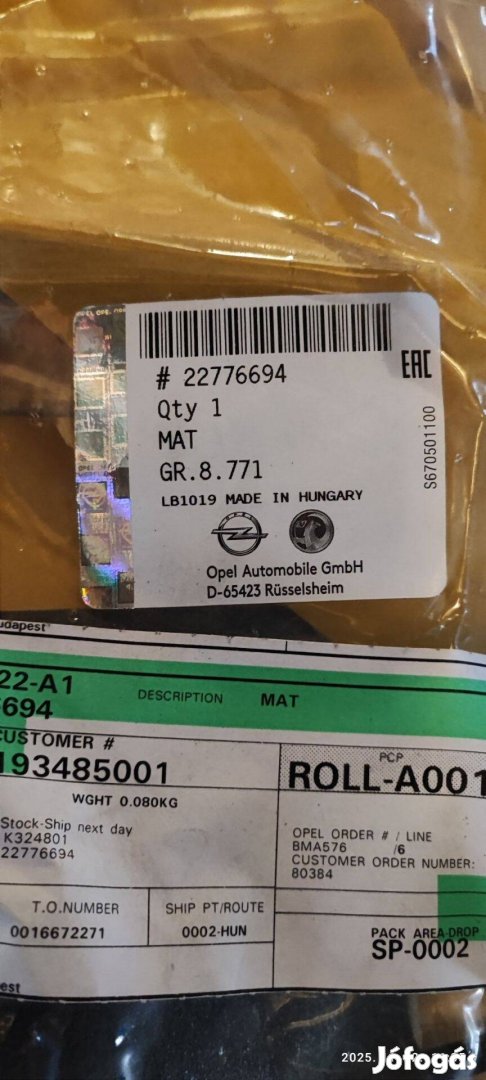 # 22776694
EAC
Qty 1
MAT
GR.8.771
S670501100
LB1019 MADE IN HUNGARY
OPEL
Opel Automobile GmbH
D-65423 Rüsselsheim
udapest
22-A1
694
DESCRIPTION MAT
CUSTOMER #
193485001
PCP
ROLL-A001
WGHT 0.080KG
Stock-Ship next day
K324801
22776694
OPEL ORDER # / LINE
BMA576 /6
CUSTOMER ORDER NUMBER:
80384
T.O.NUMBER
0016672271
SHIP PT/ROUTE
0002-HUN
PACK AREA-DROP
SP-0002
est
2025.
Jófogás